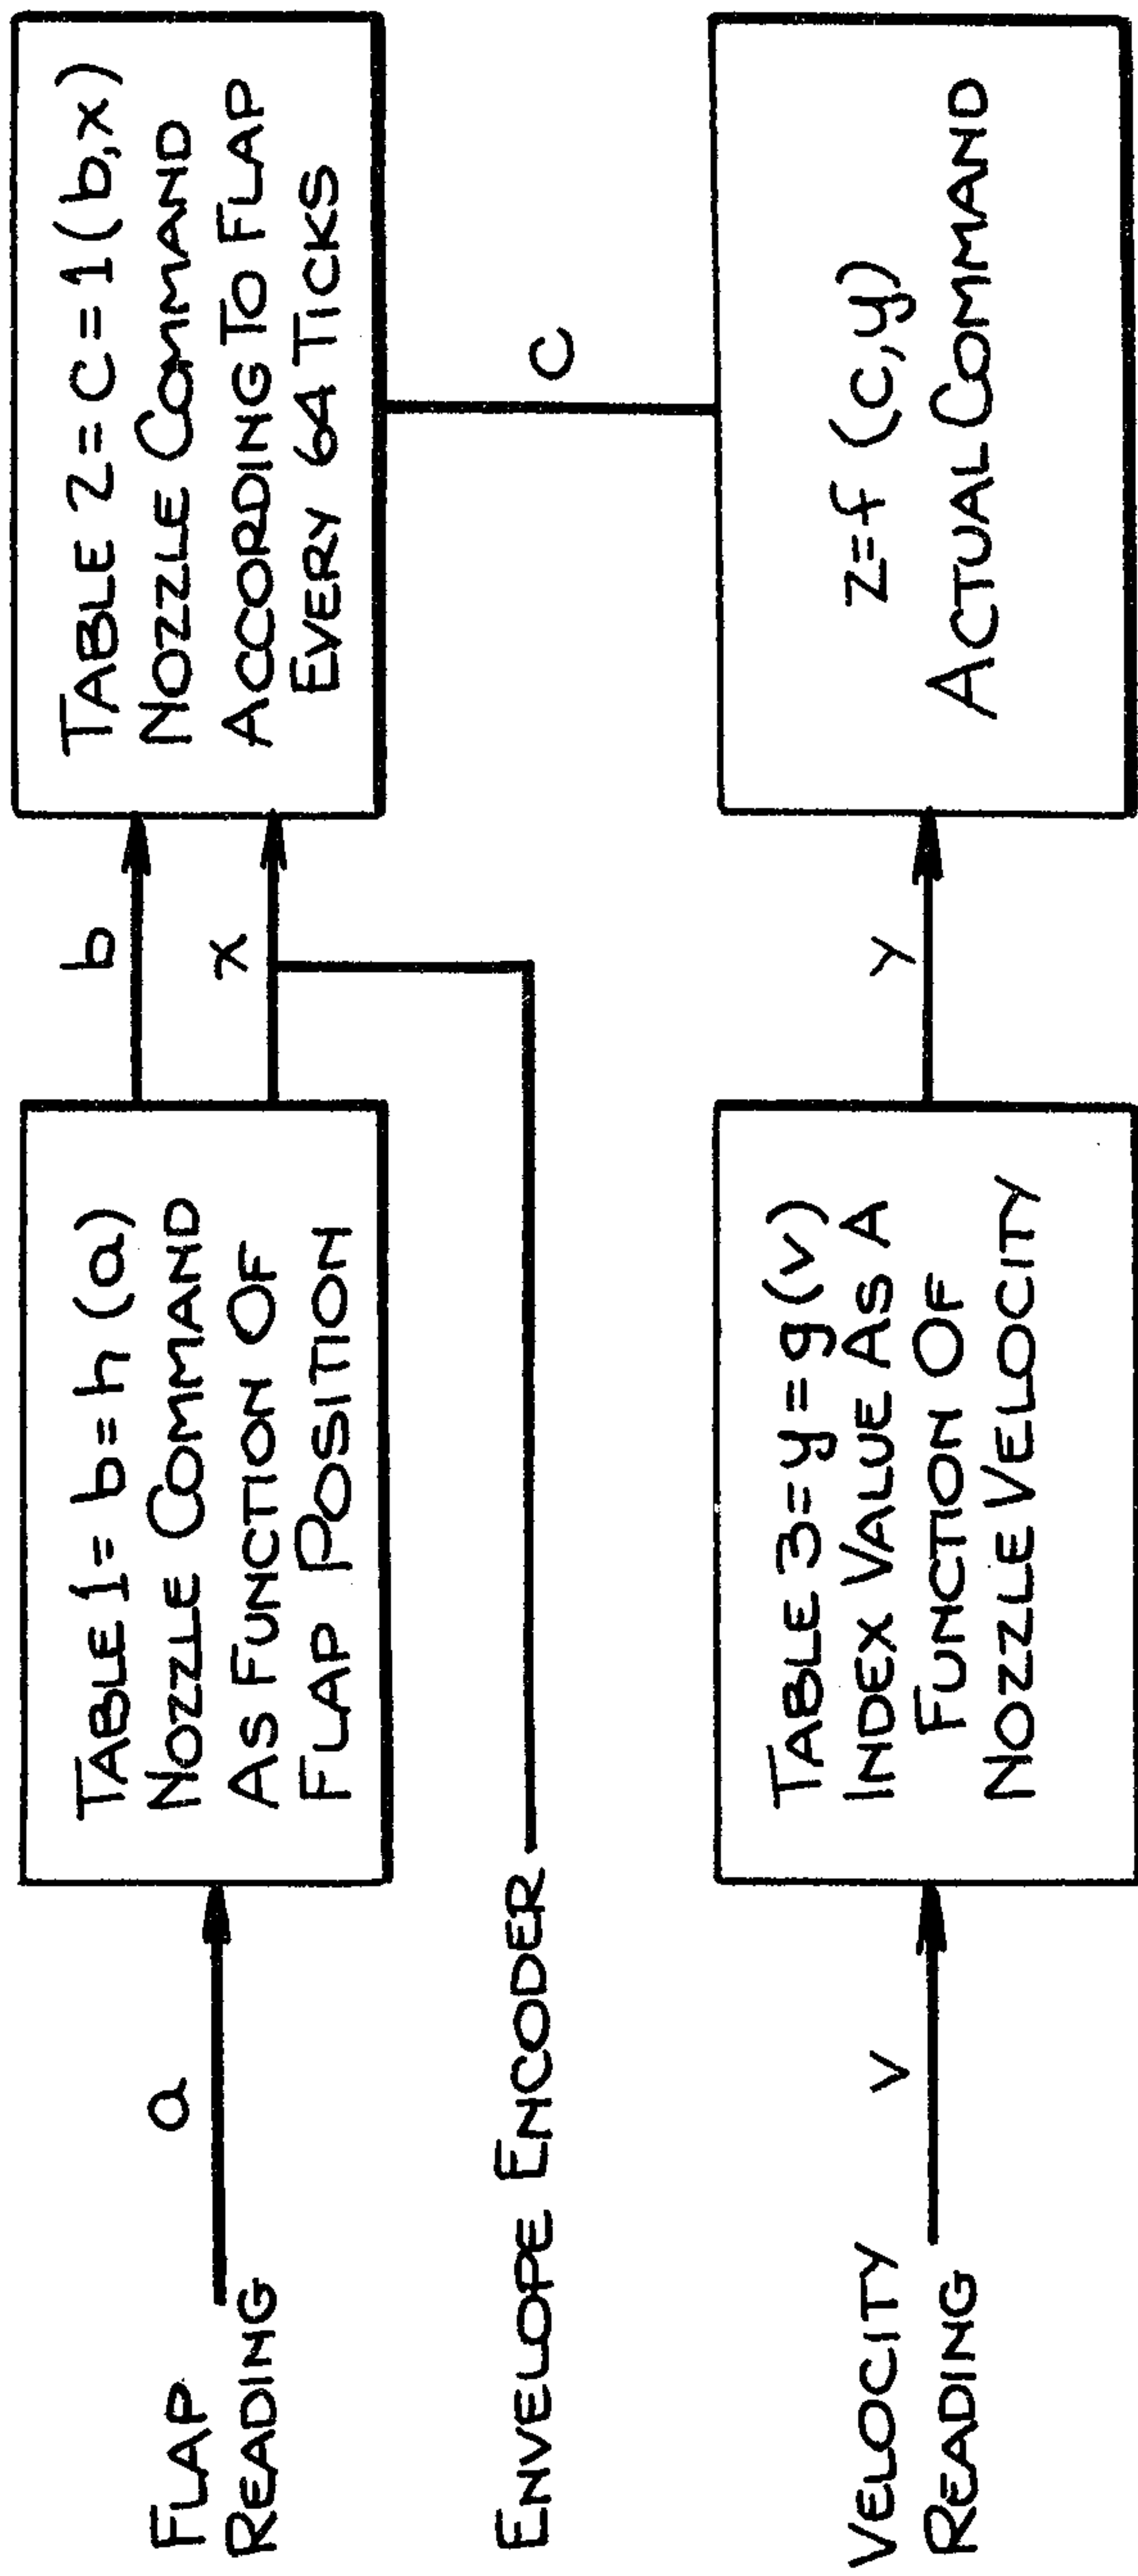 FLAP
READING
a
TABLE 1 = b = h (a)
NOZZLE COMMAND
AS FUNCTION OF
FLAP POSITION
b
x
TABLE 2 = C = 1 (b,x)
NOZZLE COMMAND
ACCORDING TO FLAP
EVERY 64 TICKS
ENVELOPE ENCODER
C
VELOCITY
READING
v
TABLE 3 = y = g (v)
INDEX VALUE AS A
FUNCTION OF
NOZZLE VELOCITY
y
z = f (c,y)
ACTUAL COMMAND